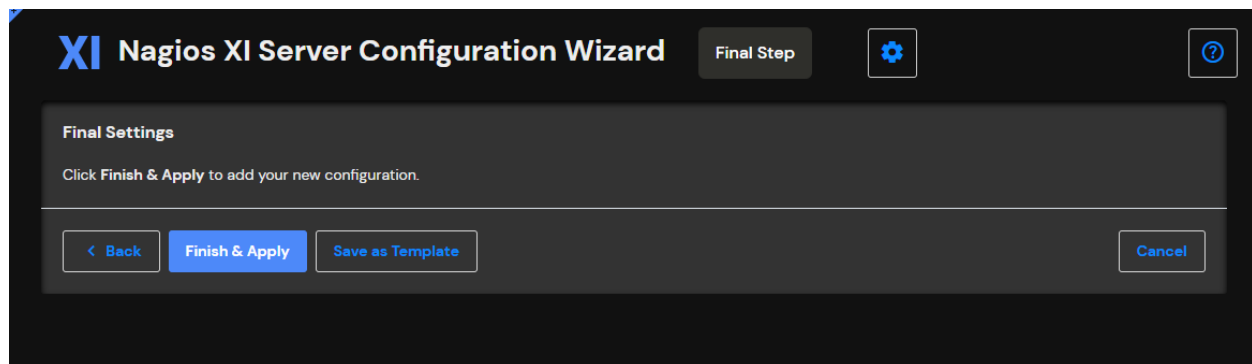 XI Nagios XI Server Configuration Wizard Final Step
Final Settings
Click Finish & Apply to add your new configuration.
< Back Finish & Apply Save as Template Cancel